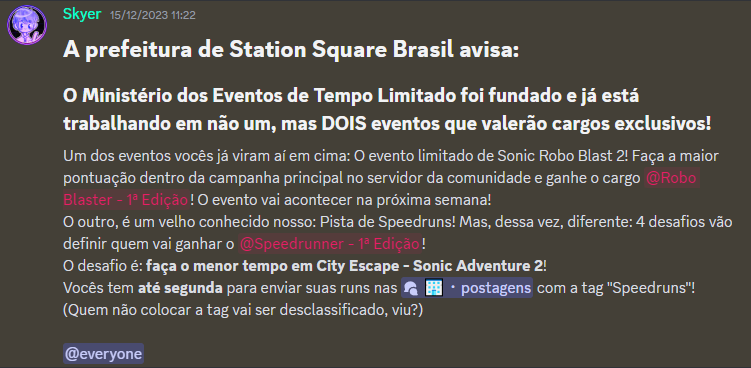 Skyer 15/12/2023 11:22
A prefeitura de Station Square Brasil avisa:
O Ministério dos Eventos de Tempo Limitado foi fundado e já está
trabalhando em não um, mas DOIS eventos que valerão cargos exclusivos!
Um dos eventos vocês já viram aí em cima: O evento limitado de Sonic Robo Blast 2! Faça a maior
pontuação dentro da campanha principal no servidor da comunidade e ganhe o cargo @Robo
Blaster - 1ª Edição! O evento vai acontecer na próxima semana!
O outro, é um velho conhecido nosso: Pista de Speedruns! Mas, dessa vez, diferente: 4 desafios vão
definir quem vai ganhar o @Speedrunner - 1ª Edição!
O desafio é: faça o menor tempo em City Escape - Sonic Adventure 2!
Vocês tem até segunda para enviar suas runs nas 🏢・postagens com a tag "Speedruns"!
(Quem não colocar a tag vai ser desclassificado, viu?)
@everyone